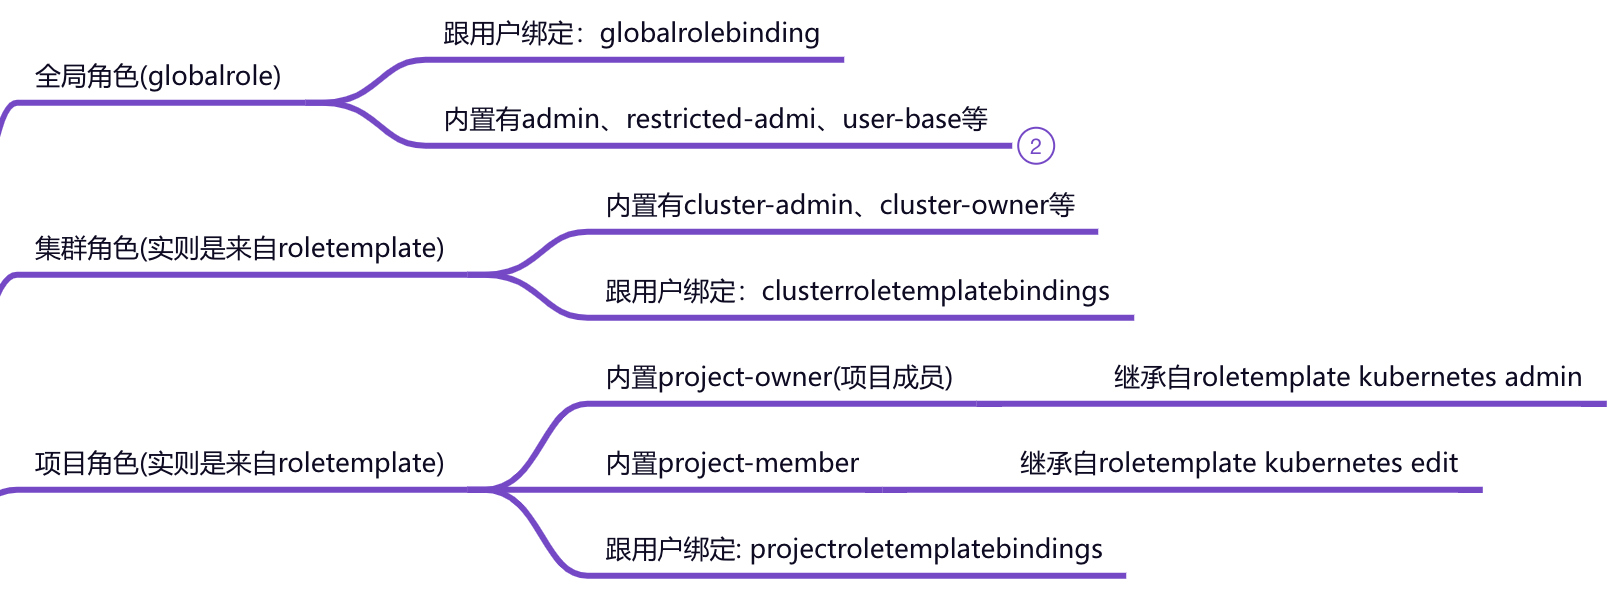 跟用户绑定：globalrolebinding
全局角色(globalrole)
内置有admin、restricted-admi、user-base等
2
内置有cluster-admin、cluster-owner等
集群角色(实则是来自roletemplate)
跟用户绑定：clusterroletemplatebindings
内置project-owner(项目成员)
继承自roletemplate kubernetes admin
项目角色(实则是来自roletemplate)
内置project-member
继承自roletemplate kubernetes edit
跟用户绑定: projectroletemplatebindings